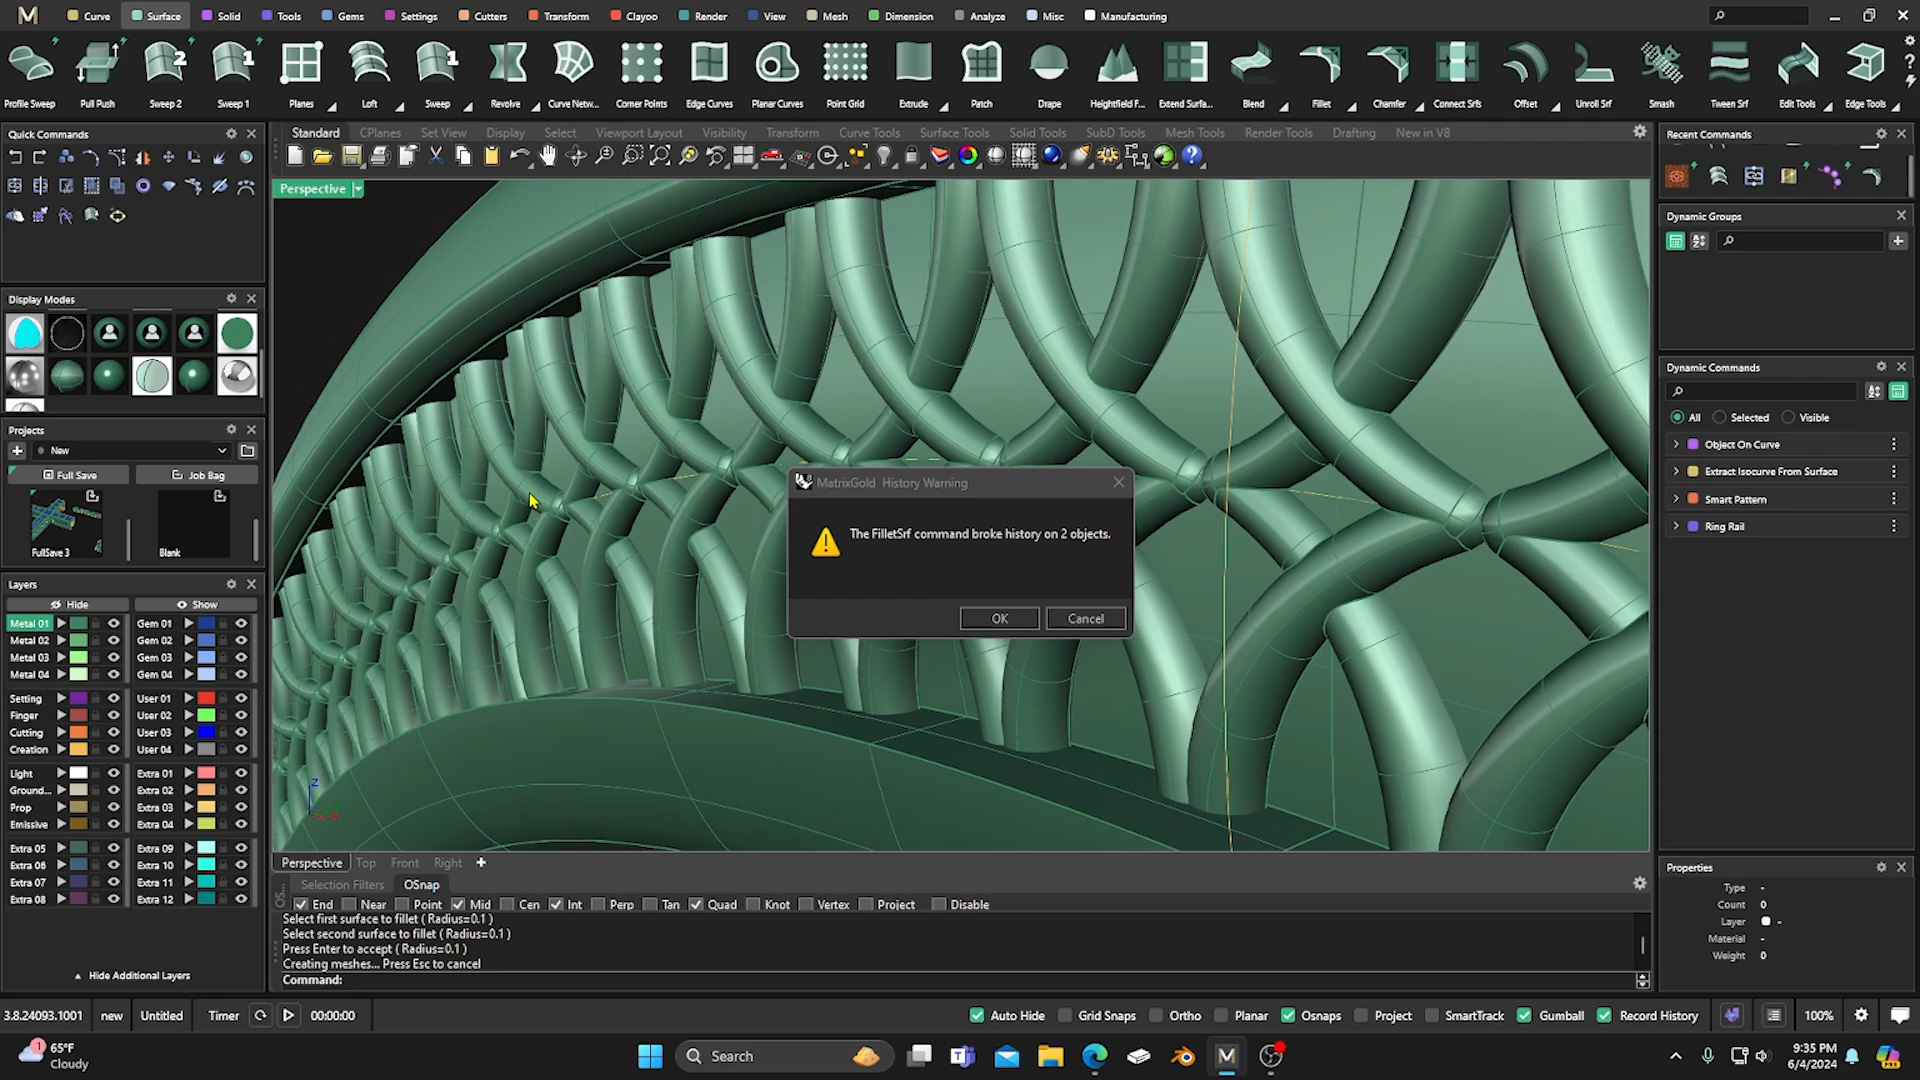 Curve Surface Solid Tools Gems Settings Cutters Transform Clayoo Render View Mesh Dimension Analyze Misc Manufacturing
Profile Sweep Pull Push Sweep 2 Sweep 1 Planes Loft Sweep Revolve Curve Netw... Corner Points Edge Curves Planar Curves Point Grid Extrude Patch Drape Heightfield F... Extend Surfa... Blend Fillet Chamfer Connect Srfs Offset Unroll Srf Smash Tween Srf Edit Tools Edge Tools
Quick Commands
Standard CPlanes Set View Display Select Viewport Layout Visibility Transform Curve Tools Surface Tools Solid Tools SubD Tools Mesh Tools Render Tools Drafting New in V8
Recent Commands
Perspective
Dynamic Groups
Display Modes
Dynamic Commands
All Selected Visible
Object On Curve
Extract Isocurve From Surface
Smart Pattern
Ring Rail
Projects
New
Full Save Job Bag
FullSave 3 Blank
MatrixGold History Warning
The FilletSrf command broke history on 2 objects.
OK Cancel
Layers
Hide Show
Metal 01 Gem 01
Metal 02 Gem 02
Metal 03 Gem 03
Metal 04 Gem 04
Setting User 01
Finger User 02
Cutting User 03
Creation User 04
Light Extra 01
Ground... Extra 02
Prop Extra 03
Emissive Extra 04
Extra 05 Extra 09
Extra 06 Extra 10
Extra 07 Extra 11
Extra 08 Extra 12
Hide Additional Layers
z
Perspective Top Front Right
Selection Filters OSnap
End Near Point Mid Cen Int Perp Tan Quad Knot Vertex Project Disable
Select first surface to fillet ( Radius=0.1 )
Select second surface to fillet ( Radius=0.1 )
Press Enter to accept ( Radius=0.1 )
Creating meshes... Press Esc to cancel
Command:
Properties
Type -
Count 0
Layer -
Material -
Weight 0
3.8.24093.1001 new Untitled Timer 00:00:00 Auto Hide Grid Snaps Ortho Planar Osnaps Project SmartTrack Gumball Record History 100%
65°F
Cloudy
Search
9:35 PM
6/4/2024